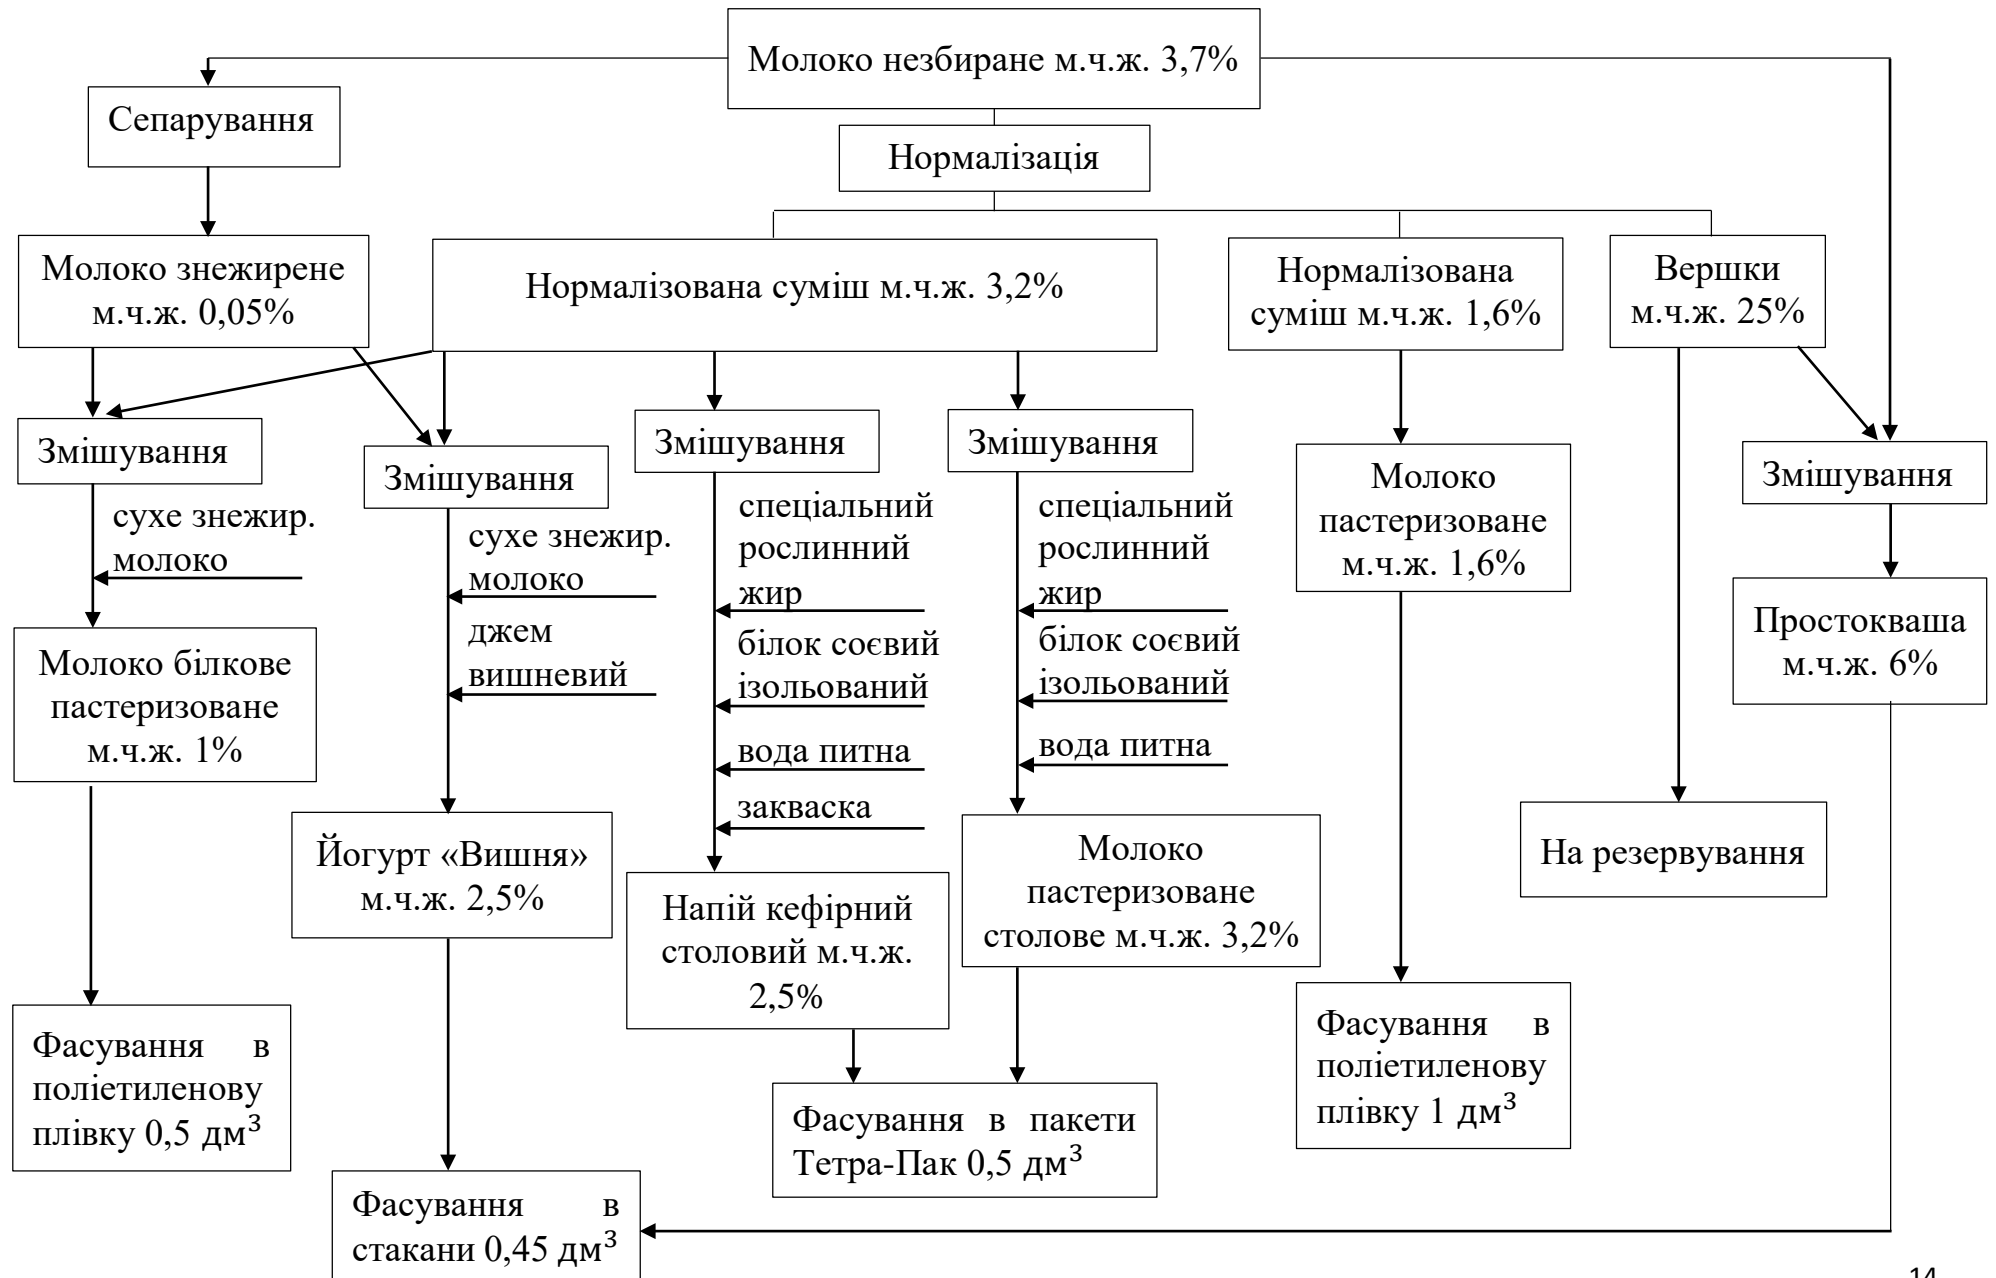 Молоко незбиране м.ч.ж. 3,7%
Сепарування
Нормалізація
Молоко знежирене
м.ч.ж. 0,05%
Нормалізована суміш м.ч.ж. 3,2%
Нормалізована
суміш м.ч.ж. 1,6%
Вершки
м.ч.ж. 25%
Змішування
Змішування
Змішування
Змішування
Змішування
сухе знежир.
молоко
сухе знежир.
молоко
джем
вишневий
спеціальний
рослинний
жир
білок соєвий
ізольований
вода питна
закваска
спеціальний
рослинний
жир
білок соєвий
ізольований
вода питна
Молоко
пастеризоване
м.ч.ж. 1,6%
Простокваша
м.ч.ж. 6%
Молоко білкове
пастеризоване
м.ч.ж. 1%
Йогурт «Вишня»
м.ч.ж. 2,5%
Напій кефірний
столовий м.ч.ж.
2,5%
Молоко
пастеризоване
столове м.ч.ж. 3,2%
На резервування
Фасування в
поліетиленову
плівку 0,5 дм³
Фасування в
стакани 0,45 дм³
Фасування в пакети
Тетра-Пак 0,5 дм³
Фасування в
поліетиленову
плівку 1 дм³
14